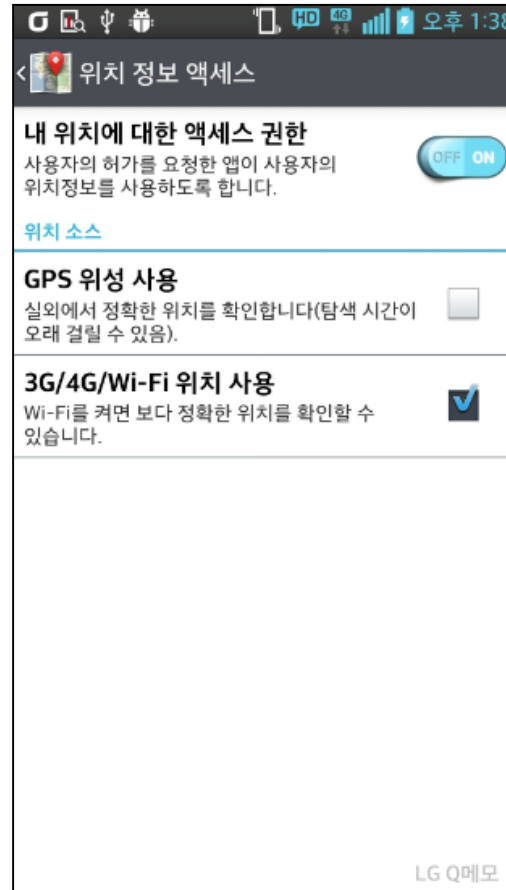 HD 4G 오후 1:38
위치 정보 액세스
내 위치에 대한 액세스 권한
사용자의 허가를 요청한 앱이 사용자의
위치정보를 사용하도록 합니다.
OFF ON
위치 소스
GPS 위성 사용
실외에서 정확한 위치를 확인합니다(탐색 시간이
오래 걸릴 수 있음).
3G/4G/Wi-Fi 위치 사용
Wi-Fi를 켜면 보다 정확한 위치를 확인할 수
있습니다.
LG Q메모